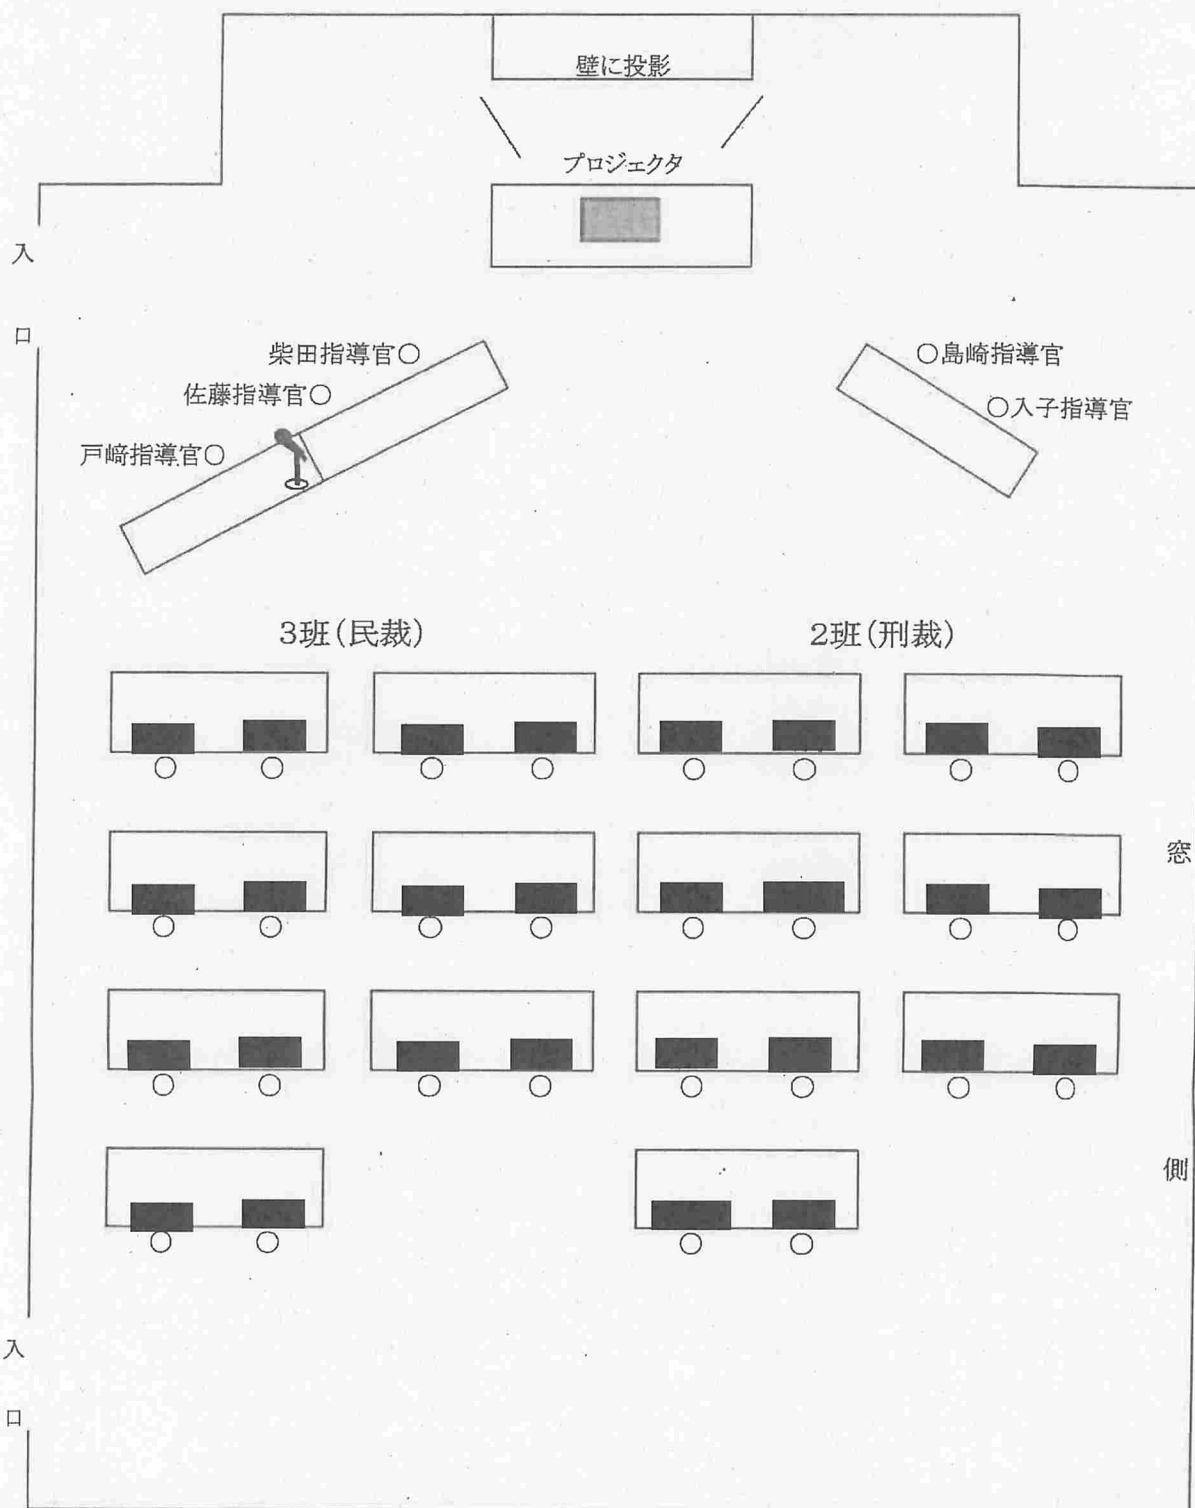 壁に投影
プロジェクタ
入口
柴田指導官○
佐藤指導官○
戸﨑指導官○
○島崎指導官
○入子指導官
3班(民裁)
2班(刑裁)
窓側
入口